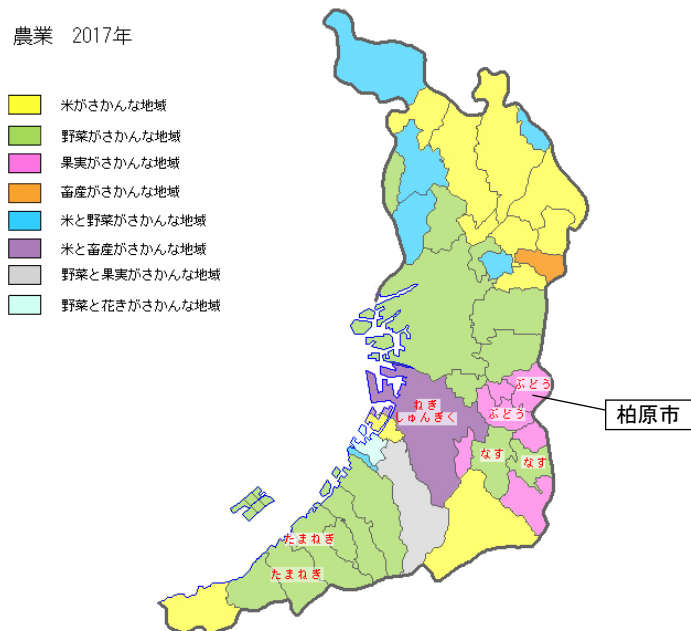 農業 2017年
米がさかんな地域
野菜がさかんな地域
果実がさかんな地域
畜産がさかんな地域
米と野菜がさかんな地域
米と畜産がさかんな地域
野菜と果実がさかんな地域
野菜と花きがさかんな地域
ぶどう
ねぎ
しゅんぎく
ぶどう
柏原市
なす
なす
たまねぎ
たまねぎ